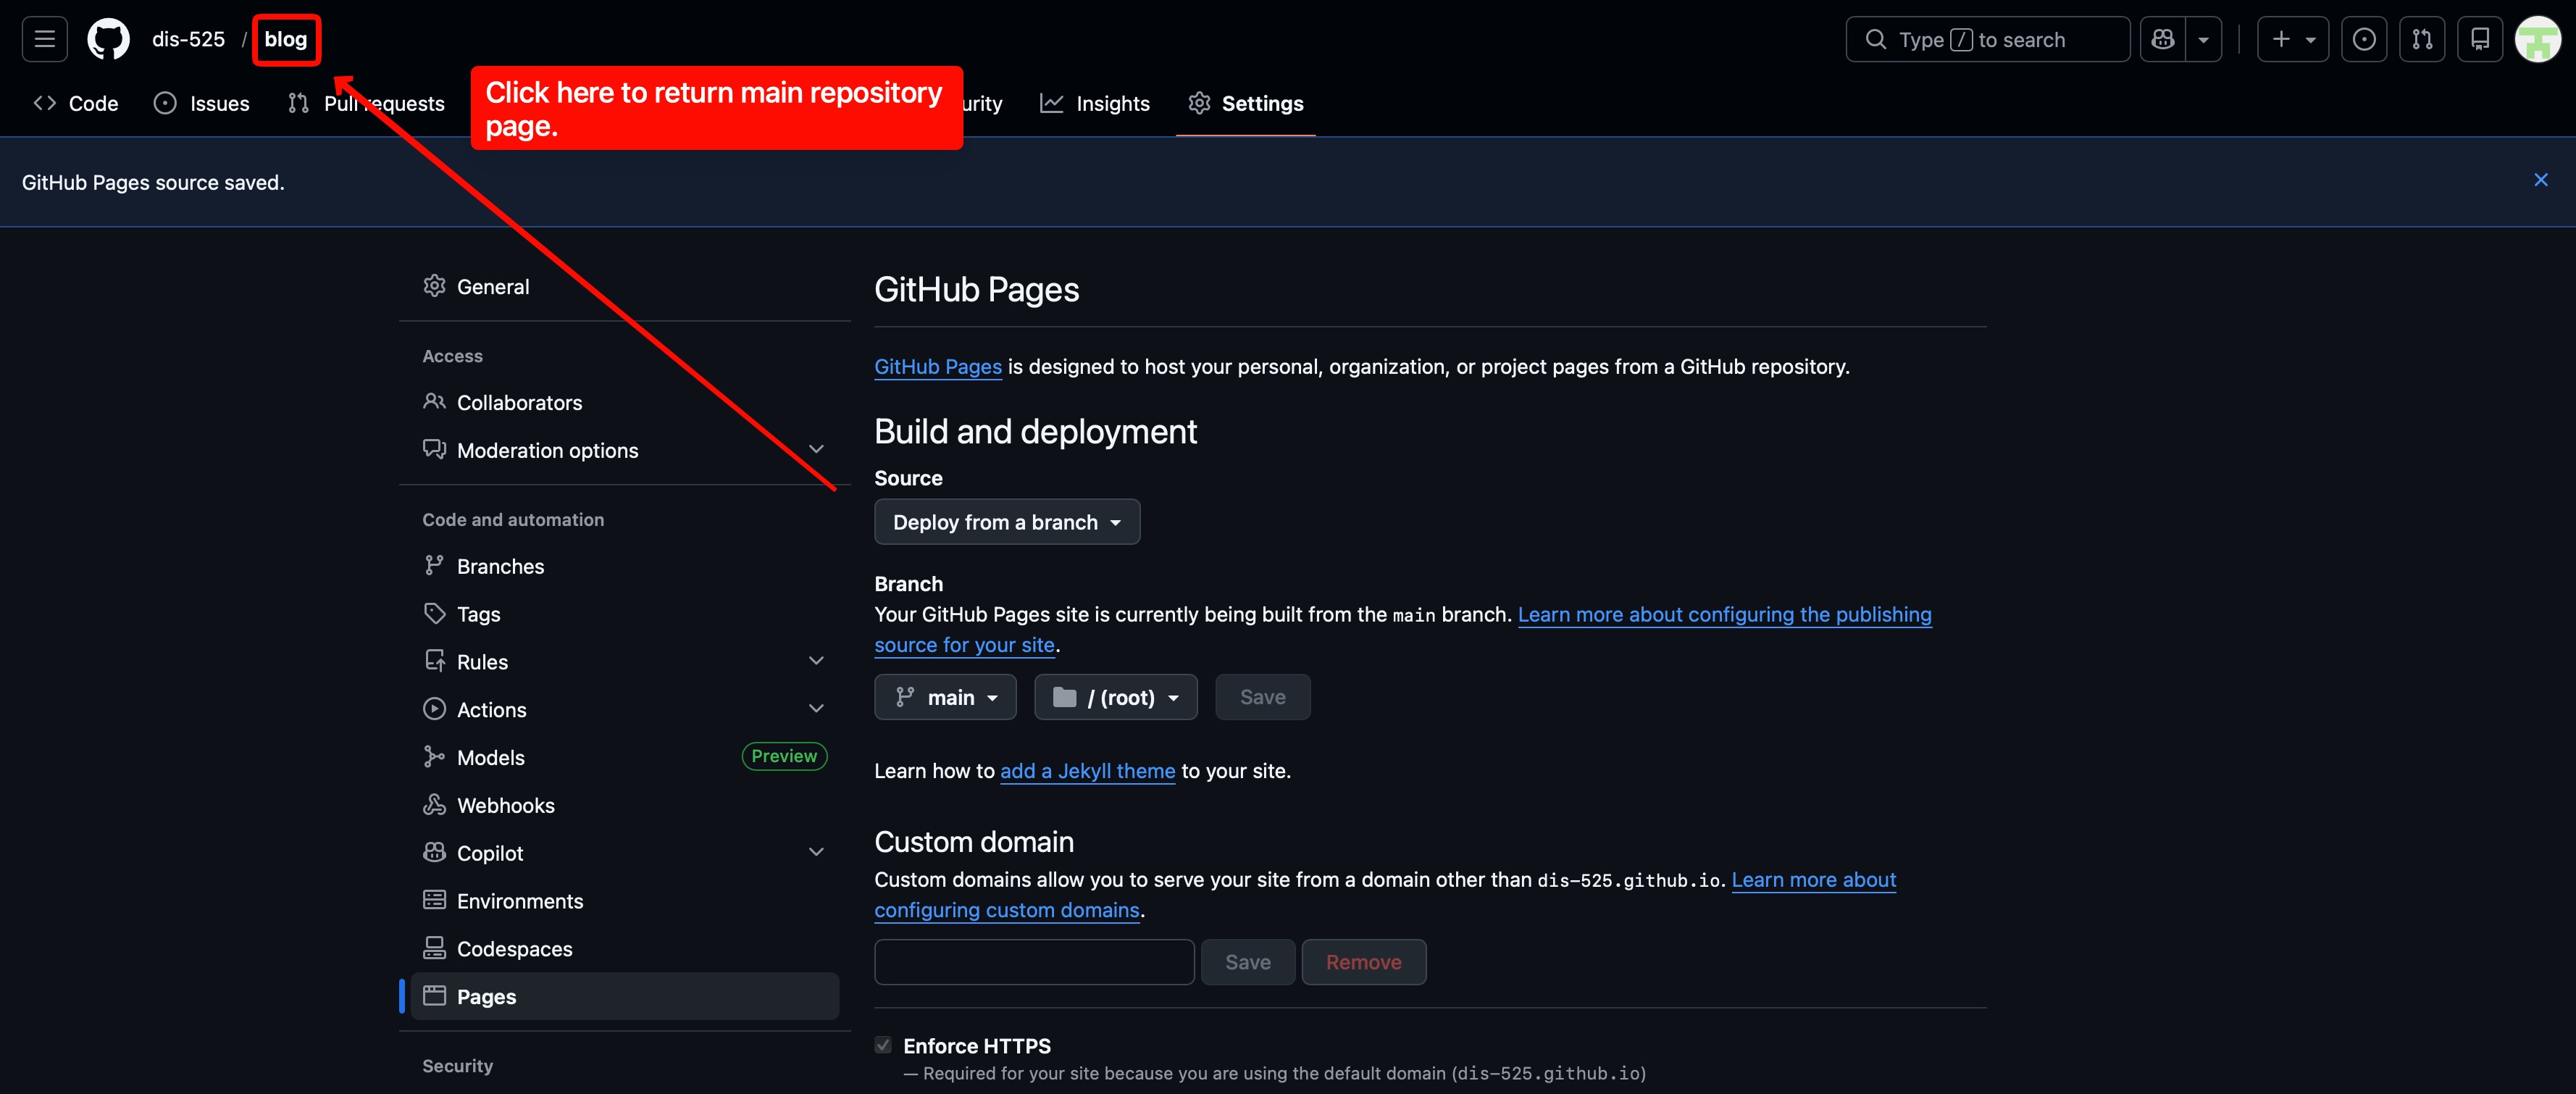 dis-525 / blog
Type / to search
Code
Issues
Pull requests
urity
Insights
Settings
Click here to return main repository
page.
GitHub Pages source saved.
General
Access
Collaborators
Moderation options
Code and automation
Branches
Tags
Rules
Actions
Models
Preview
Webhooks
Copilot
Environments
Codespaces
Pages
Security
GitHub Pages
GitHub Pages is designed to host your personal, organization, or project pages from a GitHub repository.
Build and deployment
Source
Deploy from a branch
Branch
Your GitHub Pages site is currently being built from the main branch. Learn more about configuring the publishing
source for your site.
main
/ (root)
Save
Learn how to add a Jekyll theme to your site.
Custom domain
Custom domains allow you to serve your site from a domain other than dis-525.github.io. Learn more about
configuring custom domains.
Save
Remove
Enforce HTTPS
— Required for your site because you are using the default domain (dis-525.github.io)